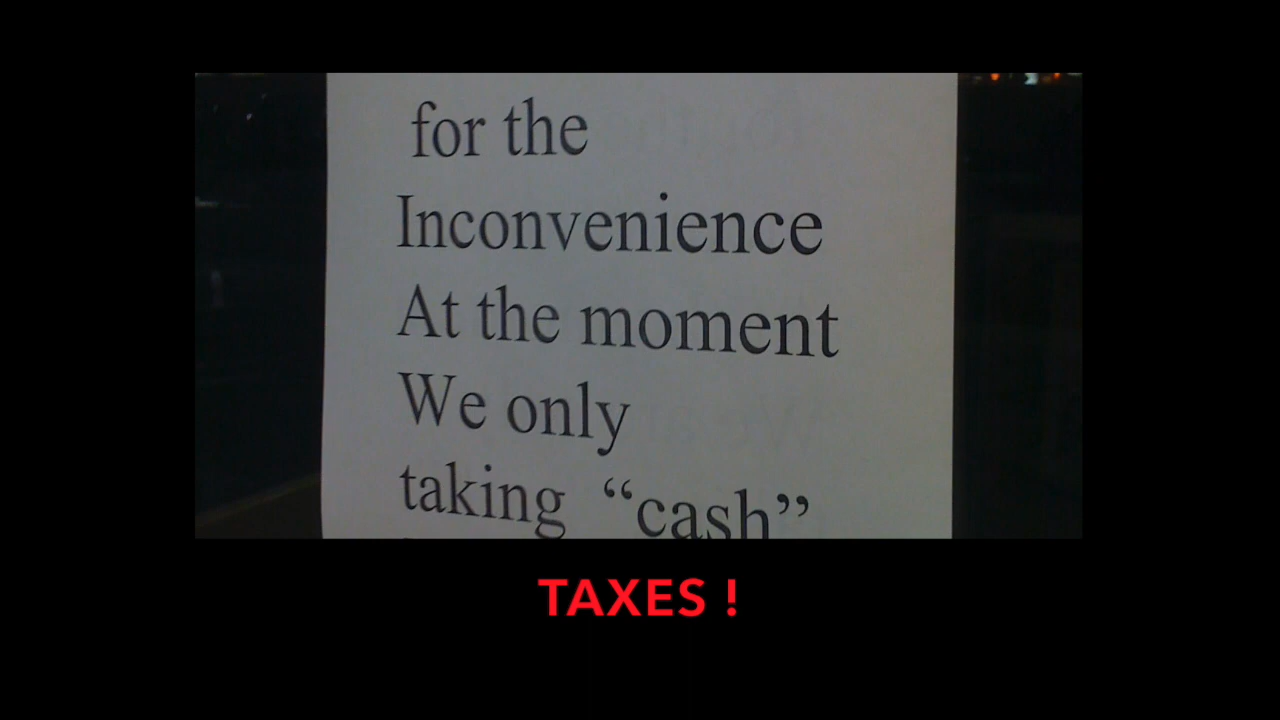 for the
Inconvenience
At the moment
We only
taking “cash”
TAXES !